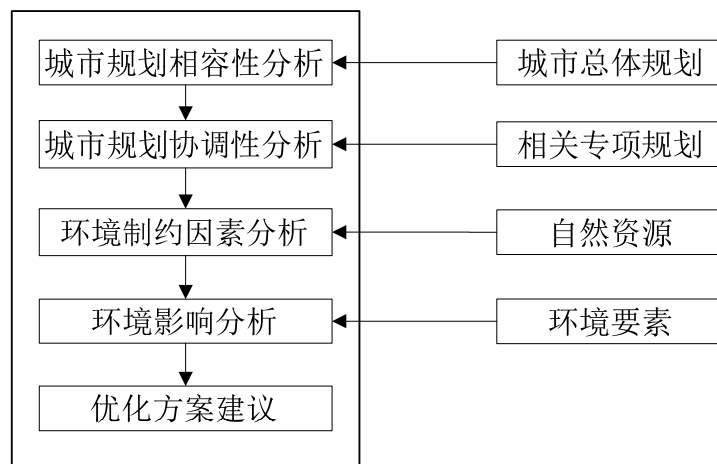 城市规划相容性分析
城市总体规划
城市规划协调性分析
相关专项规划
环境制约因素分析
自然资源
环境影响分析
环境要素
优化方案建议